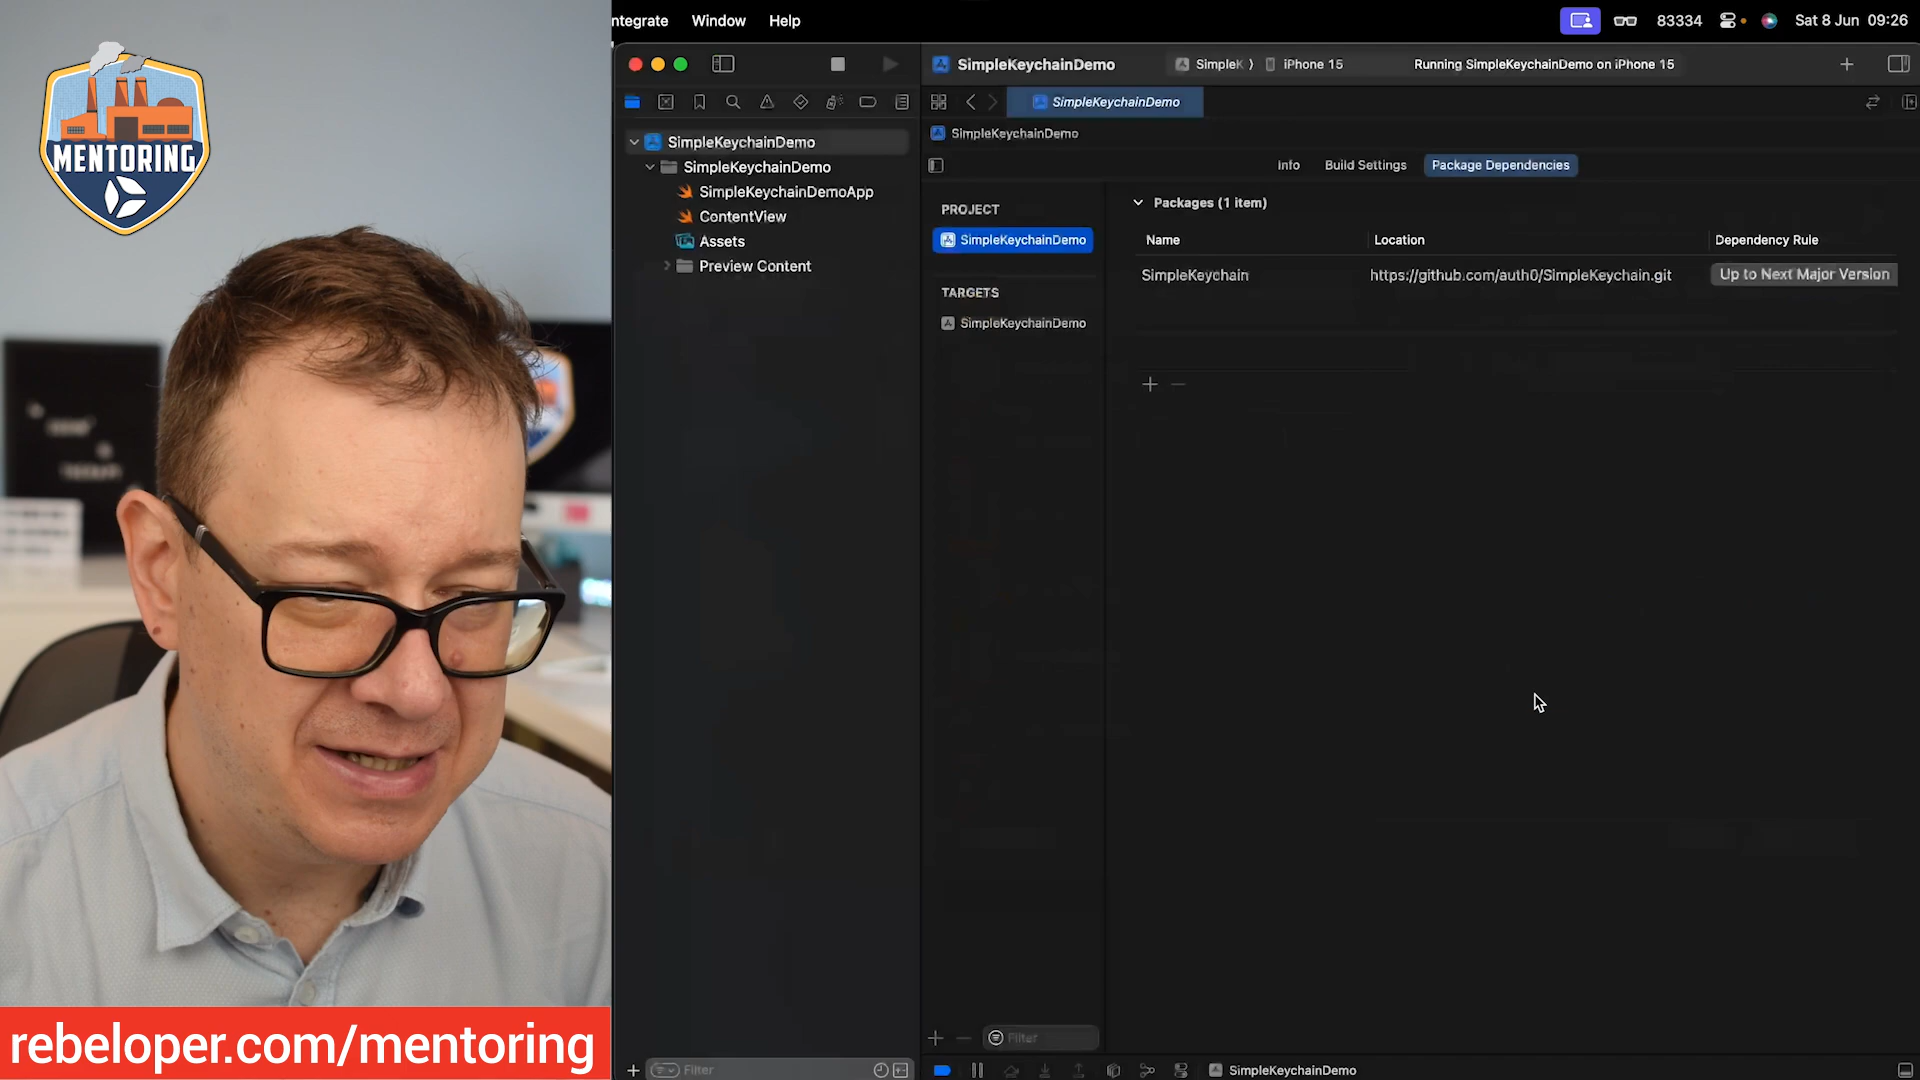 MENTORING
rebeloper.com/mentoring
ntegrate Window Help
83334 Sat 8 Jun 09:26
SimpleKeychainDemo
SimpleK iPhone 15
Running SimpleKeychainDemo on iPhone 15
SimpleKeychainDemo
SimpleKeychainDemo
SimpleKeychainDemo
SimpleKeychainDemo
SimpleKeychainDemoApp
ContentView
Assets
Preview Content
Info Build Settings Package Dependencies
PROJECT
SimpleKeychainDemo
TARGETS
SimpleKeychainDemo
Packages (1 item)
Name Location Dependency Rule
SimpleKeychain https://github.com/auth0/SimpleKeychain.git Up to Next Major Version
Filter
Filter
SimpleKeychainDemo